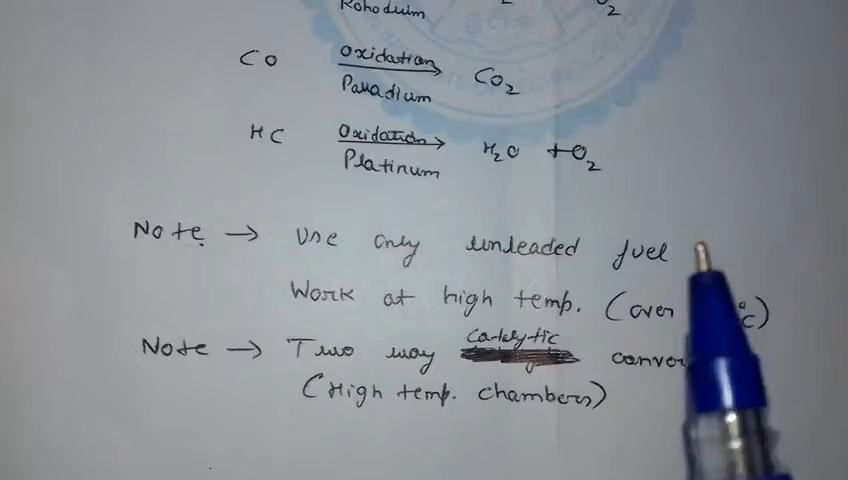 Rohodium O2
CO Oxidation CO2
Palladium
HC Oxidation H2O + O2
Platinum
Note → Use only unleaded fuel
Work at high temp. (over °C)
Note → Two way catalytic
(High temp. chambers)